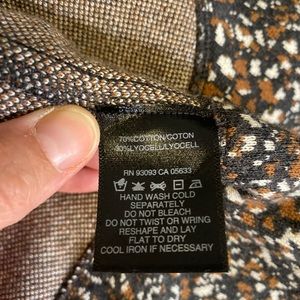 70%COTTON/COTON
30%LYOCELL/LYOCELL
RN 93093 CA 05633
HAND WASH COLD
SEPARATELY
DO NOT BLEACH
DO NOT TWIST OR WRING
RESHAPE AND LAY
FLAT TO DRY
COOL IRON IF NECESSARY